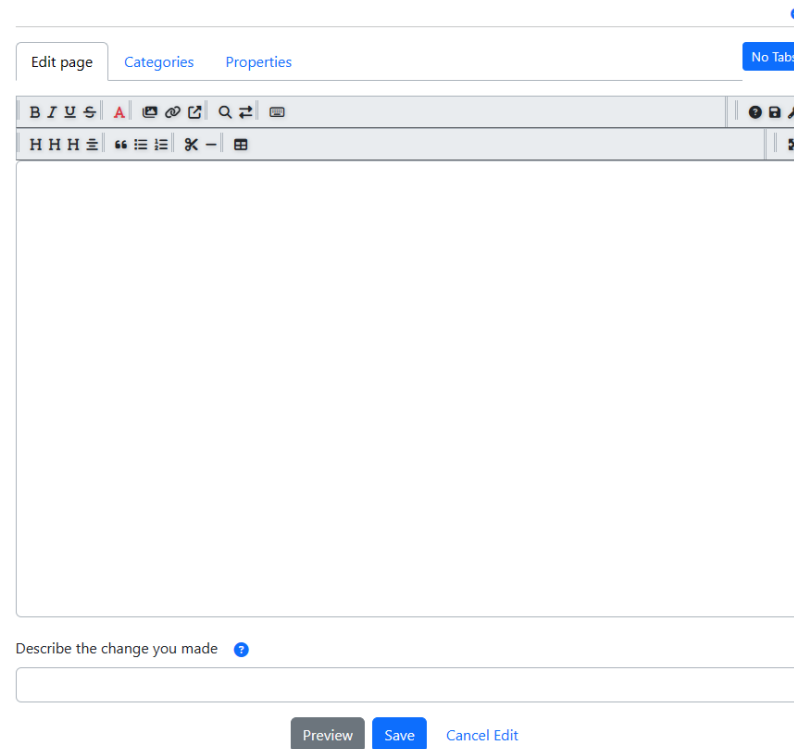 Edit page Categories Properties No Tabs
B I U S A
H H H
Describe the change you made
Preview Save Cancel Edit